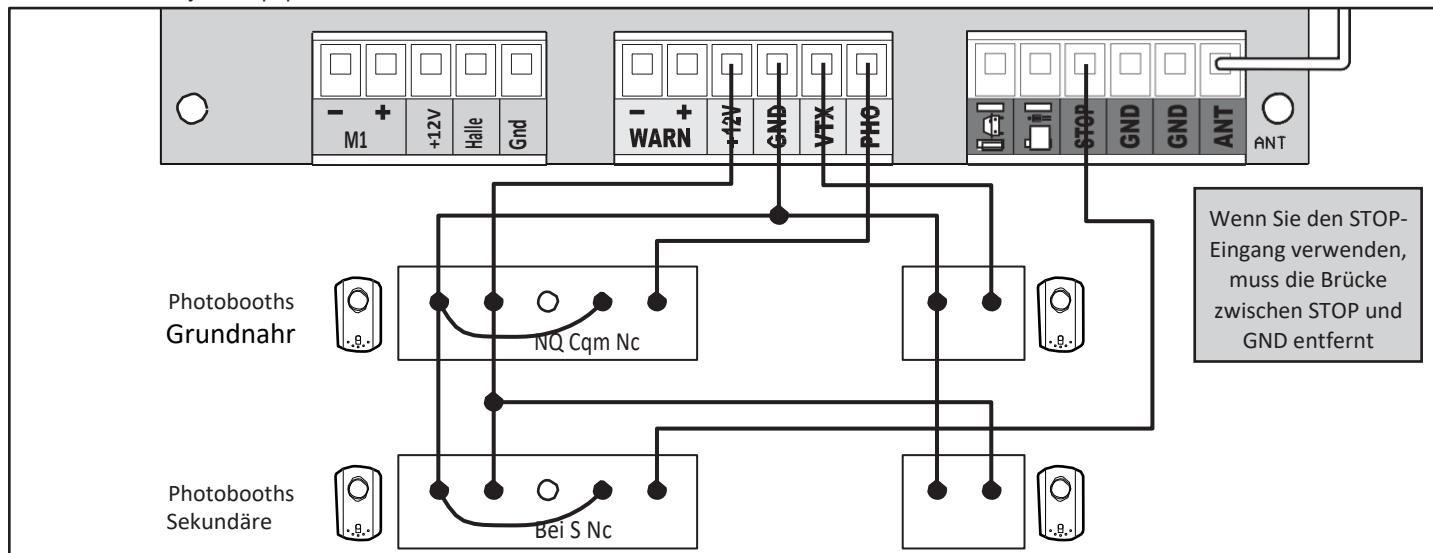 - +
M1
+12V
Halle
Gnd
- +
WARN
+12V
GND
VTX
PHO
STOP
GND
GND
ANT
ANT
Wenn Sie den STOP-
Eingang verwenden,
muss die Brücke
zwischen STOP und
GND entfernt
Photobooths
Grundnahr
NQ Cqm Nc
Photobooths
Sekundäre
Bei S Nc